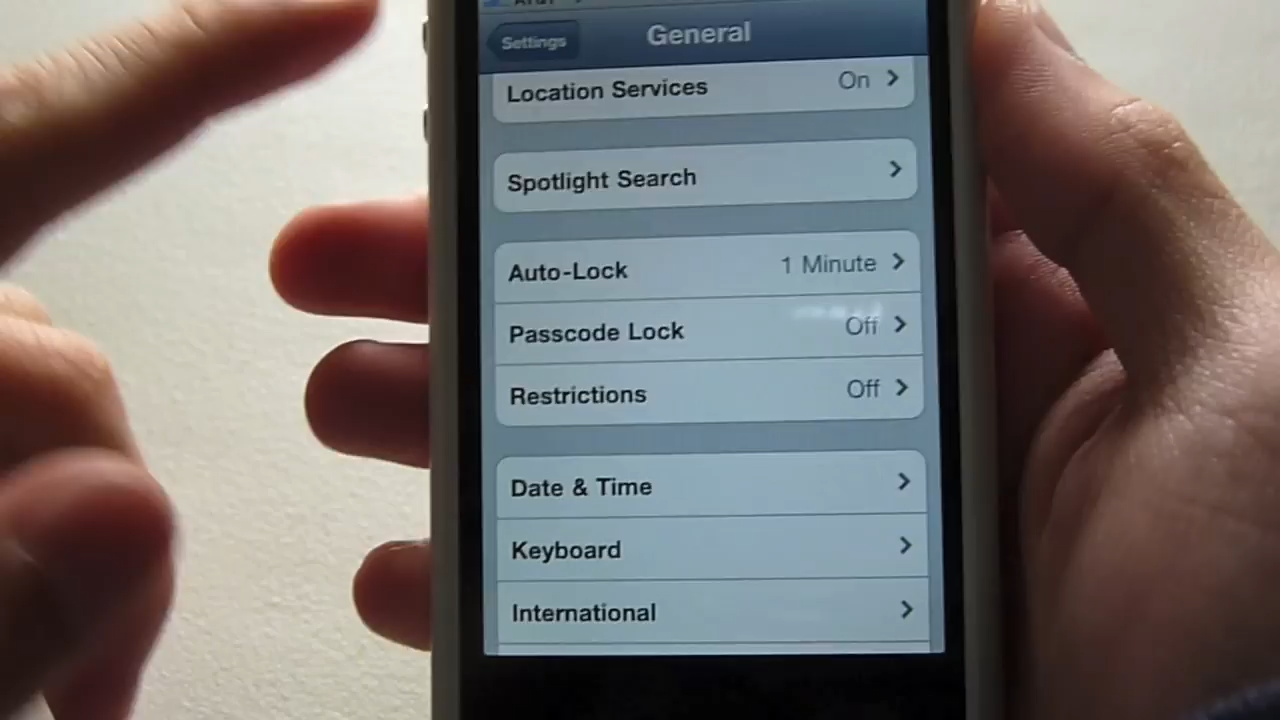 Settings
General
Location Services On
Spotlight Search
Auto-Lock 1 Minute
Passcode Lock Off
Restrictions Off
Date & Time
Keyboard
International